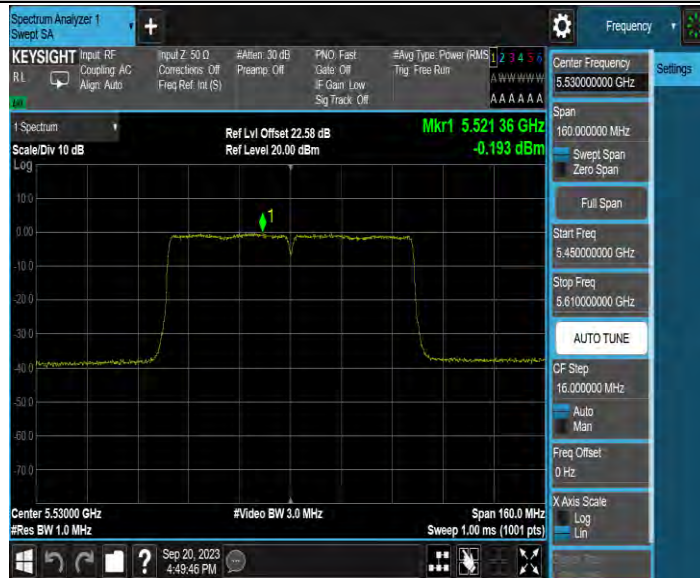 Spectrum Analyzer 1
Swept SA
Frequency
KEYSIGHT
RL
Input: RF
Coupling: AC
Align: Auto
Input Z: 50 Ω
Corrections: Off
Freq Ref: Int (S)
#Atten: 30 dB
Preamp: Off
PNO: Fast
Gate: Off
IF Gain: Low
Sig Track: Off
#Avg Type: Power (RMS
Trig: Free Run
1 2 3 4 5 6
A W W W W W
A A A A A A
Center Frequency
5.530000000 GHz
Settings
Span
160.000000 MHz
Swept Span
Zero Span
Full Span
Start Freq
5.450000000 GHz
Stop Freq
5.610000000 GHz
AUTO TUNE
CF Step
16.000000 MHz
Auto
Man
Freq Offset
0 Hz
X Axis Scale
Log
Lin
1 Spectrum
Scale/Div 10 dB
Log
Ref Lvl Offset 22.58 dB
Ref Level 20.00 dBm
Mkr1 5.521 36 GHz
-0.193 dBm
10.0
0.00
-10.0
-20.0
-30.0
-40.0
-50.0
-60.0
-70.0
1
Center 5.53000 GHz
#Res BW 1.0 MHz
#Video BW 3.0 MHz
Span 160.0 MHz
Sweep 1.00 ms (1001 pts)
Sep 20, 2023
4:49:46 PM